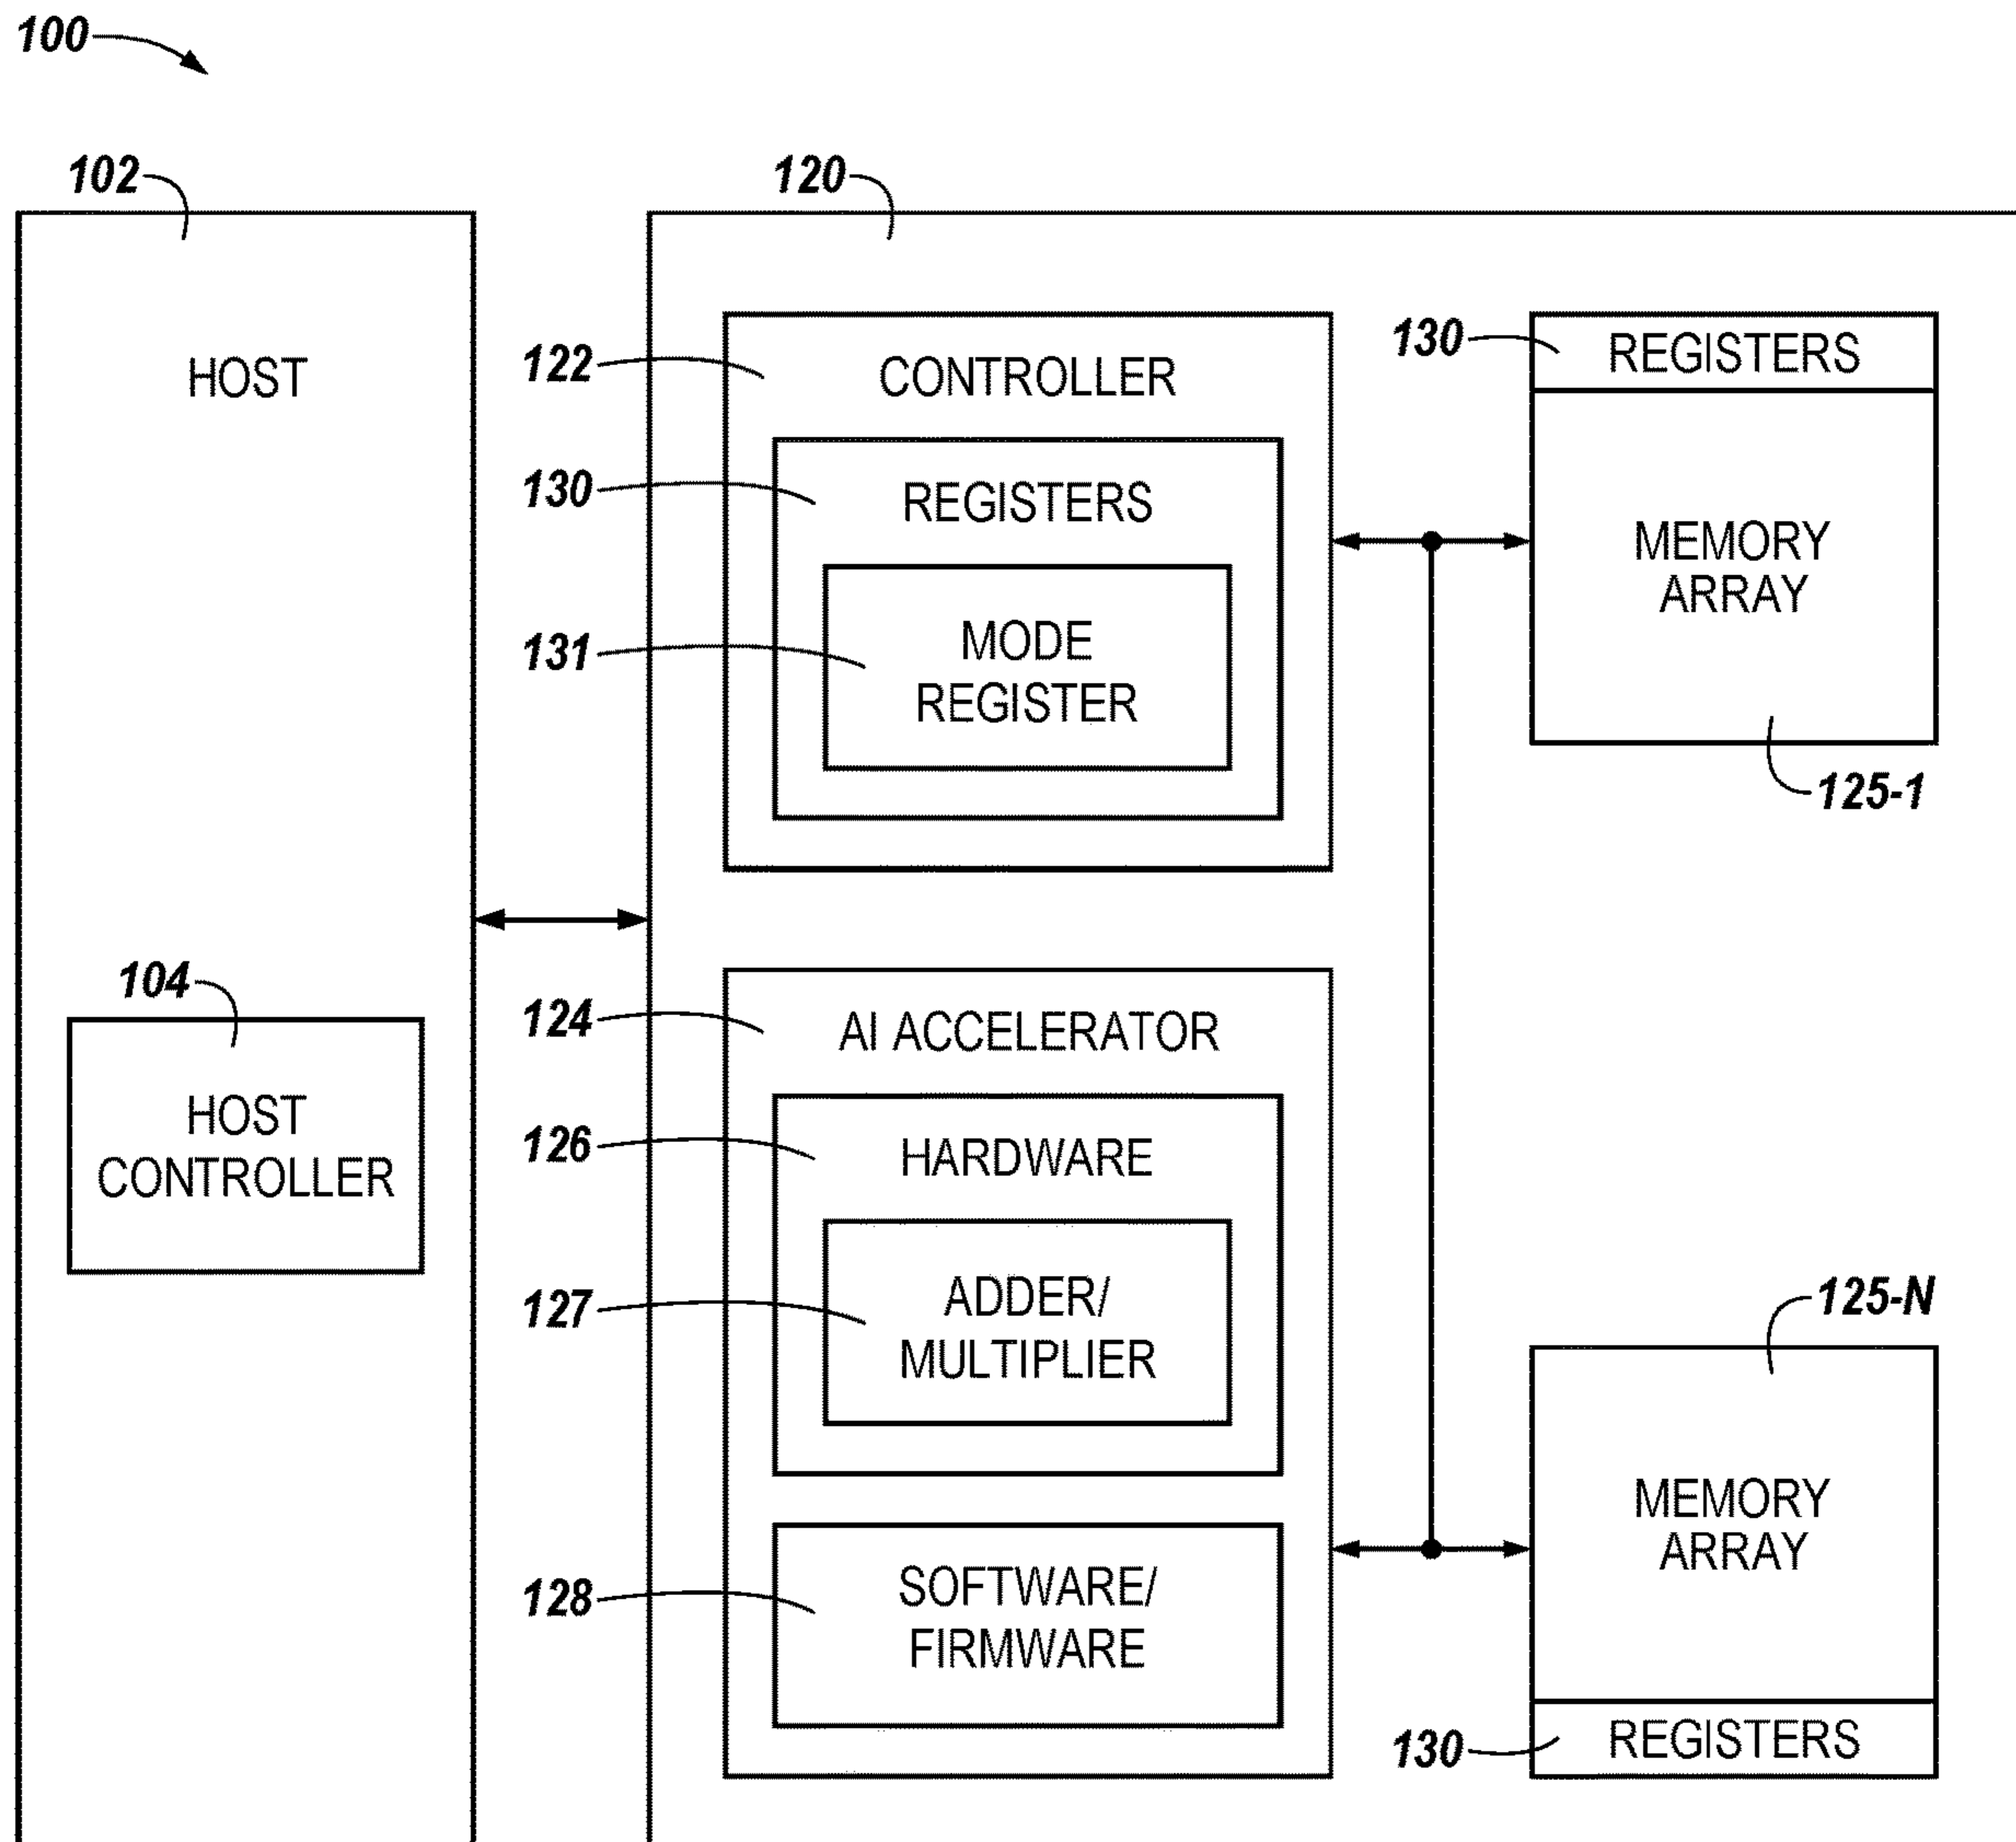 100
102
120
HOST
122
CONTROLLER
130
REGISTERS
131
MODE
REGISTER
130
REGISTERS
MEMORY
ARRAY
125-1
104
HOST
CONTROLLER
124
AI ACCELERATOR
126
HARDWARE
127
ADDER/
MULTIPLIER
128
SOFTWARE/
FIRMWARE
125-N
MEMORY
ARRAY
130
REGISTERS